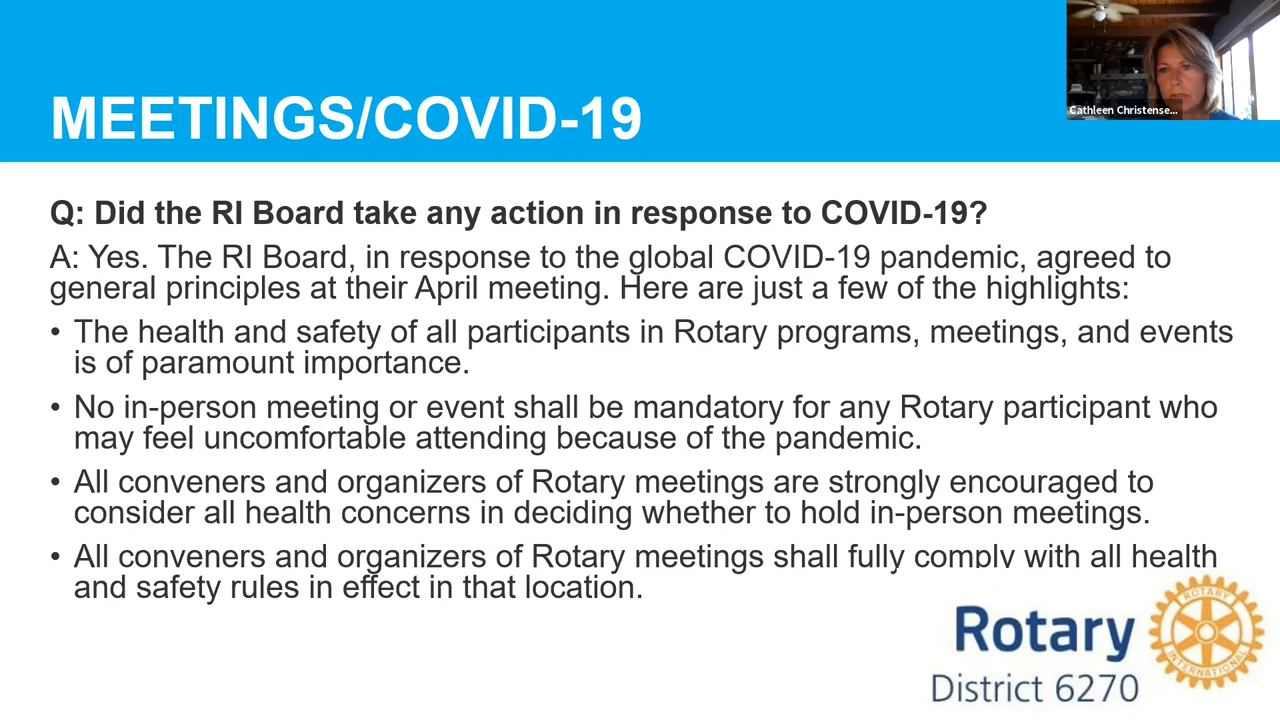 MEETINGS/COVID-19
Cathleen Christense...
Q: Did the RI Board take any action in response to COVID-19?
A: Yes. The RI Board, in response to the global COVID-19 pandemic, agreed to
general principles at their April meeting. Here are just a few of the highlights:
• The health and safety of all participants in Rotary programs, meetings, and events
is of paramount importance.
• No in-person meeting or event shall be mandatory for any Rotary participant who
may feel uncomfortable attending because of the pandemic.
• All conveners and organizers of Rotary meetings are strongly encouraged to
consider all health concerns in deciding whether to hold in-person meetings.
• All conveners and organizers of Rotary meetings shall fully comply with all health
and safety rules in effect in that location.
Rotary
District 6270
ROTARY
INTERNATIONAL